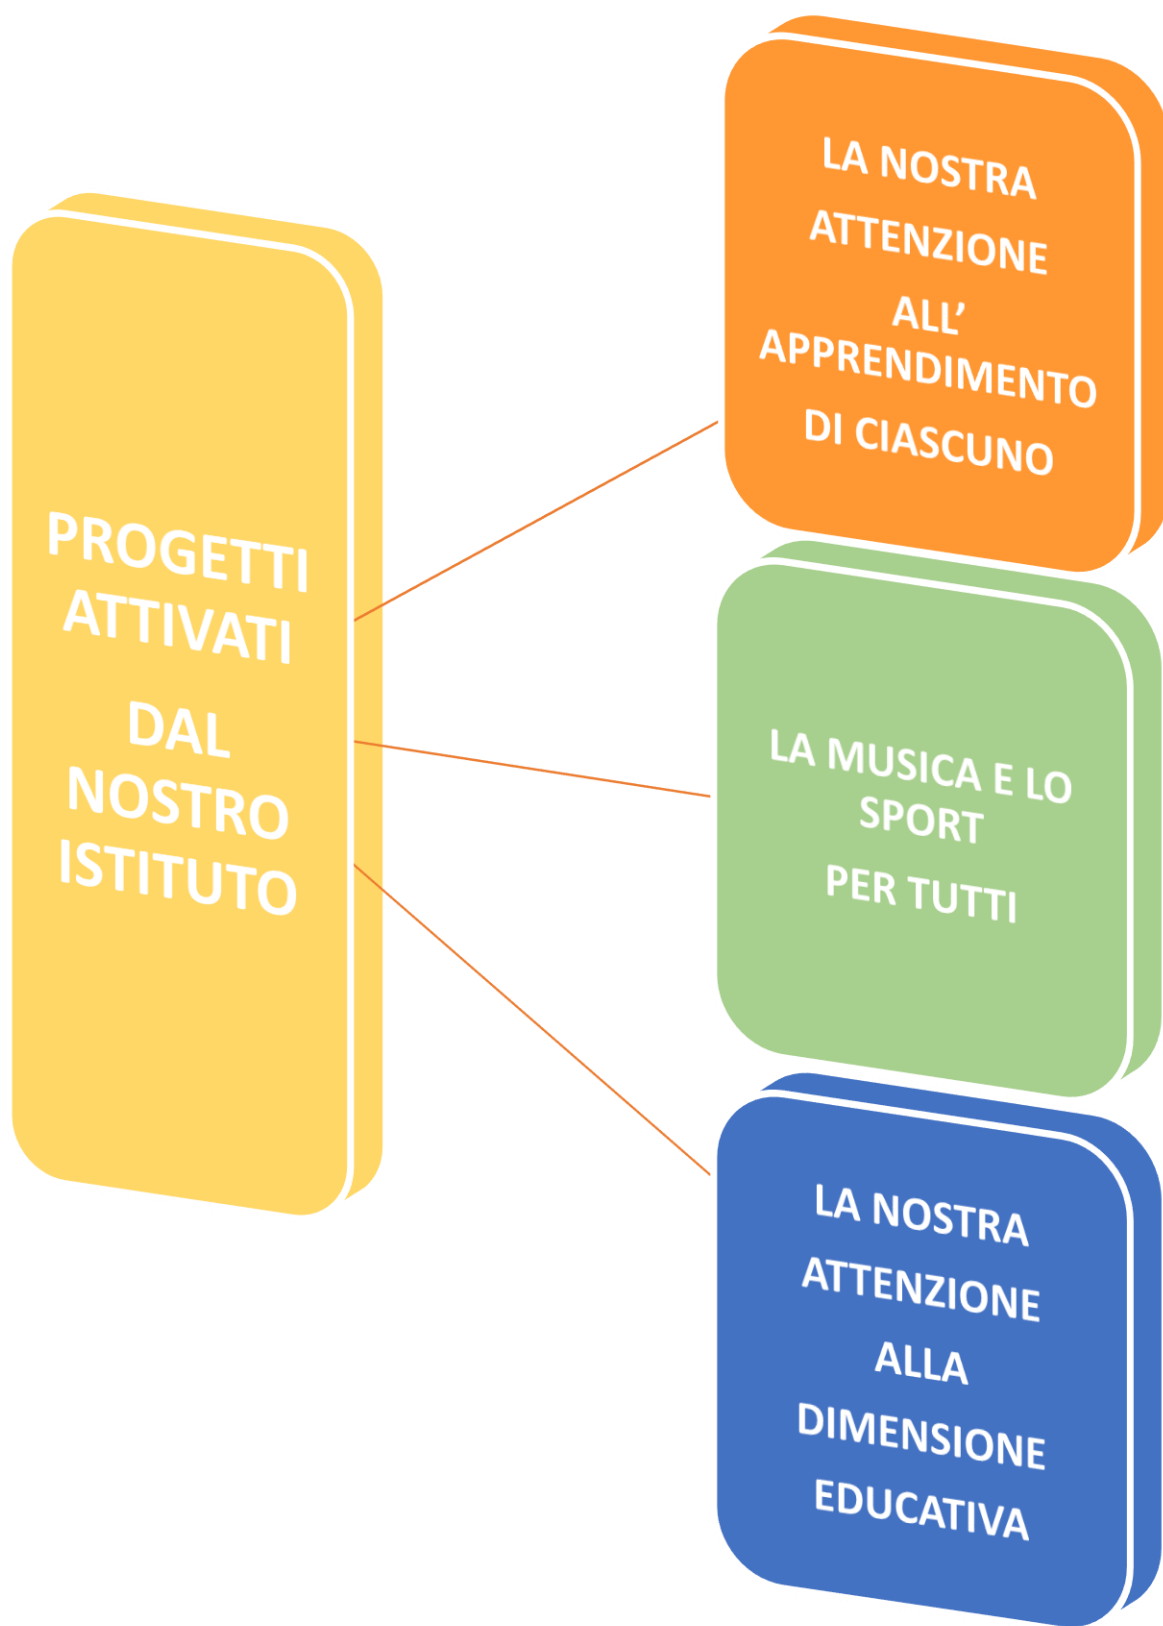 PROGETTI
ATTIVATI
DAL
NOSTRO
ISTITUTO
LA NOSTRA
ATTENZIONE
ALL’
APPRENDIMENTO
DI CIASCUNO
LA MUSICA E LO
SPORT
PER TUTTI
LA NOSTRA
ATTENZIONE
ALLA
DIMENSIONE
EDUCATIVA